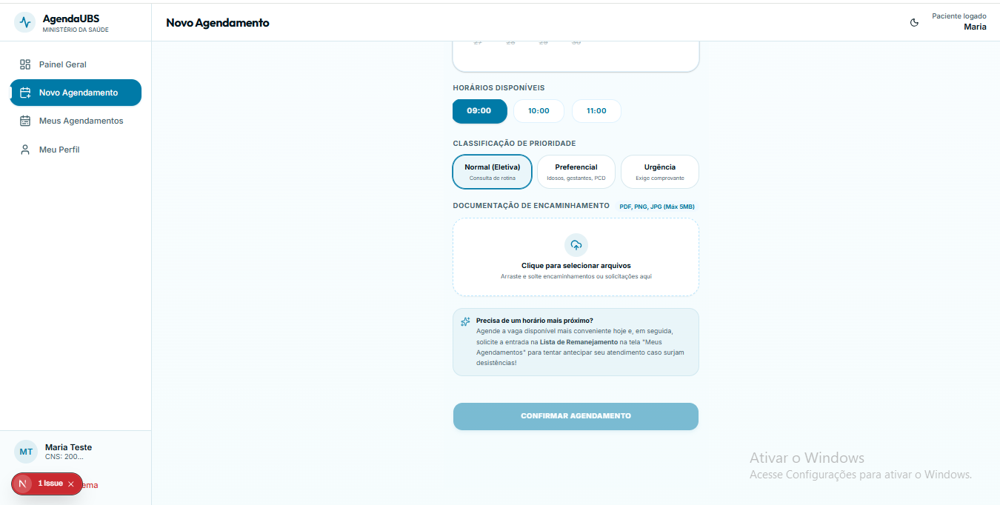 AgendaUBS
MINISTÉRIO DA SAÚDE
Novo Agendamento
Paciente logado
Maria
Painel Geral
Novo Agendamento
Meus Agendamentos
Meu Perfil
27 28 29 30
HORÁRIOS DISPONÍVEIS
09:00 10:00 11:00
CLASSIFICAÇÃO DE PRIORIDADE
Normal (Eletiva)
Consulta de rotina
Preferencial
Idosos, gestantes, PCD
Urgência
Exige comprovante
DOCUMENTAÇÃO DE ENCAMINHAMENTO PDF, PNG, JPG (Máx 5MB)
Clique para selecionar arquivos
Arraste e solte encaminhamentos ou solicitações aqui
Precisa de um horário mais próximo?
Agende a vaga disponível mais conveniente hoje e, em seguida,
solicite a entrada na Lista de Remanejamento na tela "Meus
Agendamentos" para tentar antecipar seu atendimento caso surjam
desistências!
CONFIRMAR AGENDAMENTO
MT
Maria Teste
CNS: 200...
N 1 Issue ×
ema
Ativar o Windows
Acesse Configurações para ativar o Windows.